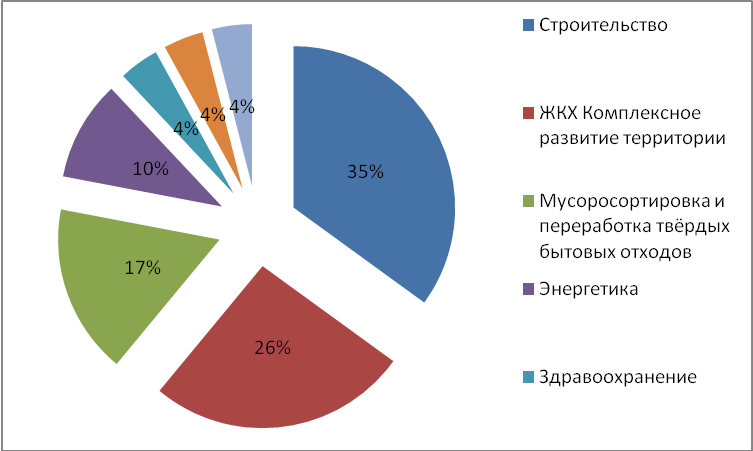 4%
4%
4%
10%
35%
17%
26%
Строительство
ЖКХ Комплексное
развитие территории
Мусоросортировка и
переработка твёрдых
бытовых отходов
Энергетика
Здравоохранение